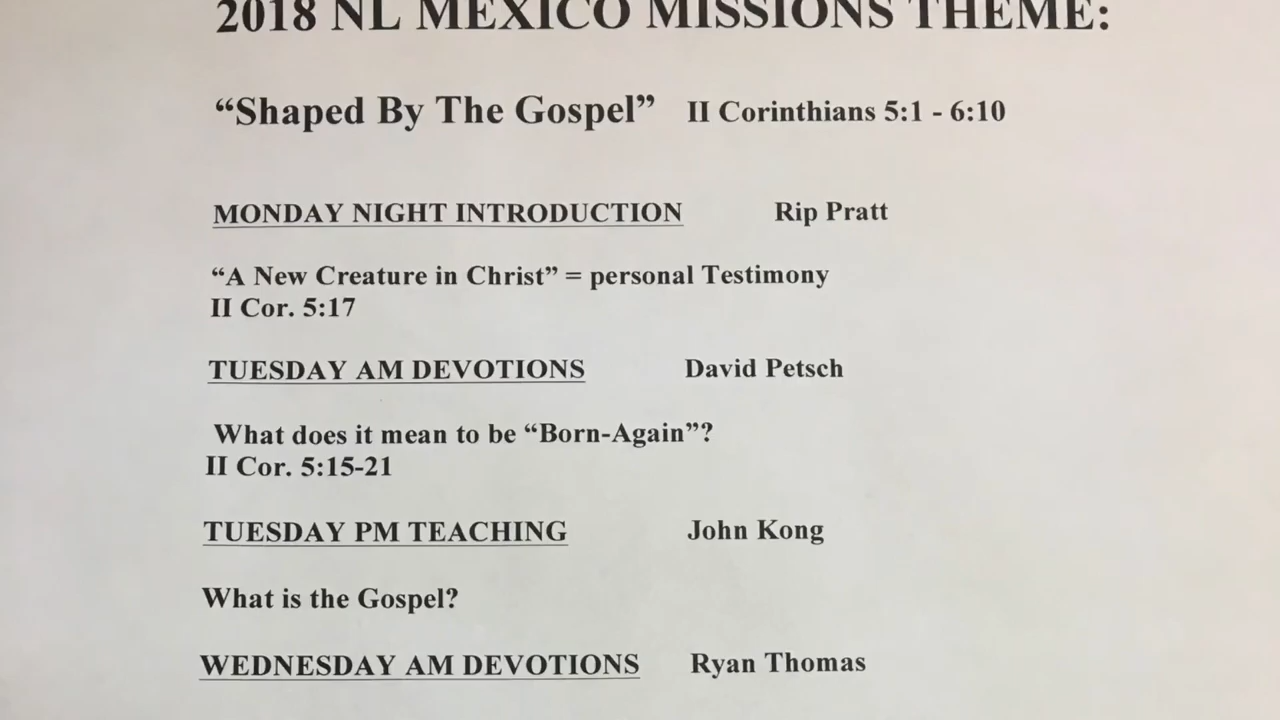 2018 NL MEXICO MISSIONS THEME:
“Shaped By The Gospel” II Corinthians 5:1 - 6:10
MONDAY NIGHT INTRODUCTION Rip Pratt
“A New Creature in Christ” = personal Testimony
II Cor. 5:17
TUESDAY AM DEVOTIONS David Petsch
What does it mean to be “Born-Again”?
II Cor. 5:15-21
TUESDAY PM TEACHING John Kong
What is the Gospel?
WEDNESDAY AM DEVOTIONS Ryan Thomas